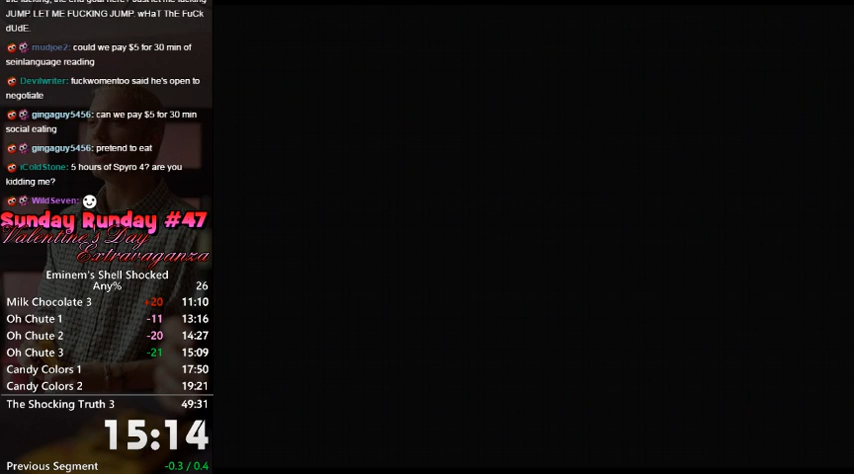 JUMP. LET ME FUCKING JUMP. wHaT ThE FuCk
dUdE.
mudjoe2: could we pay $5 for 30 min of
seinlanguage reading
Devilwriter: fuckwomentoo said he's open to
negotiate
gingaguy5456: can we pay $5 for 30 min
social eating
gingaguy5456: pretend to eat
iColdStone: 5 hours of Spyro 4? are you
kidding me?
WildSeven:
Sunday Runday #47
Valentine's Day
Extravaganza
Eminem's Shell Shocked
Any% 26
Milk Chocolate 3 +20 11:10
Oh Chute 1 -11 13:16
Oh Chute 2 -20 14:27
Oh Chute 3 -21 15:09
Candy Colors 1 17:50
Candy Colors 2 19:21
The Shocking Truth 3 49:31
15:14
Previous Segment -0.3 / 0.4